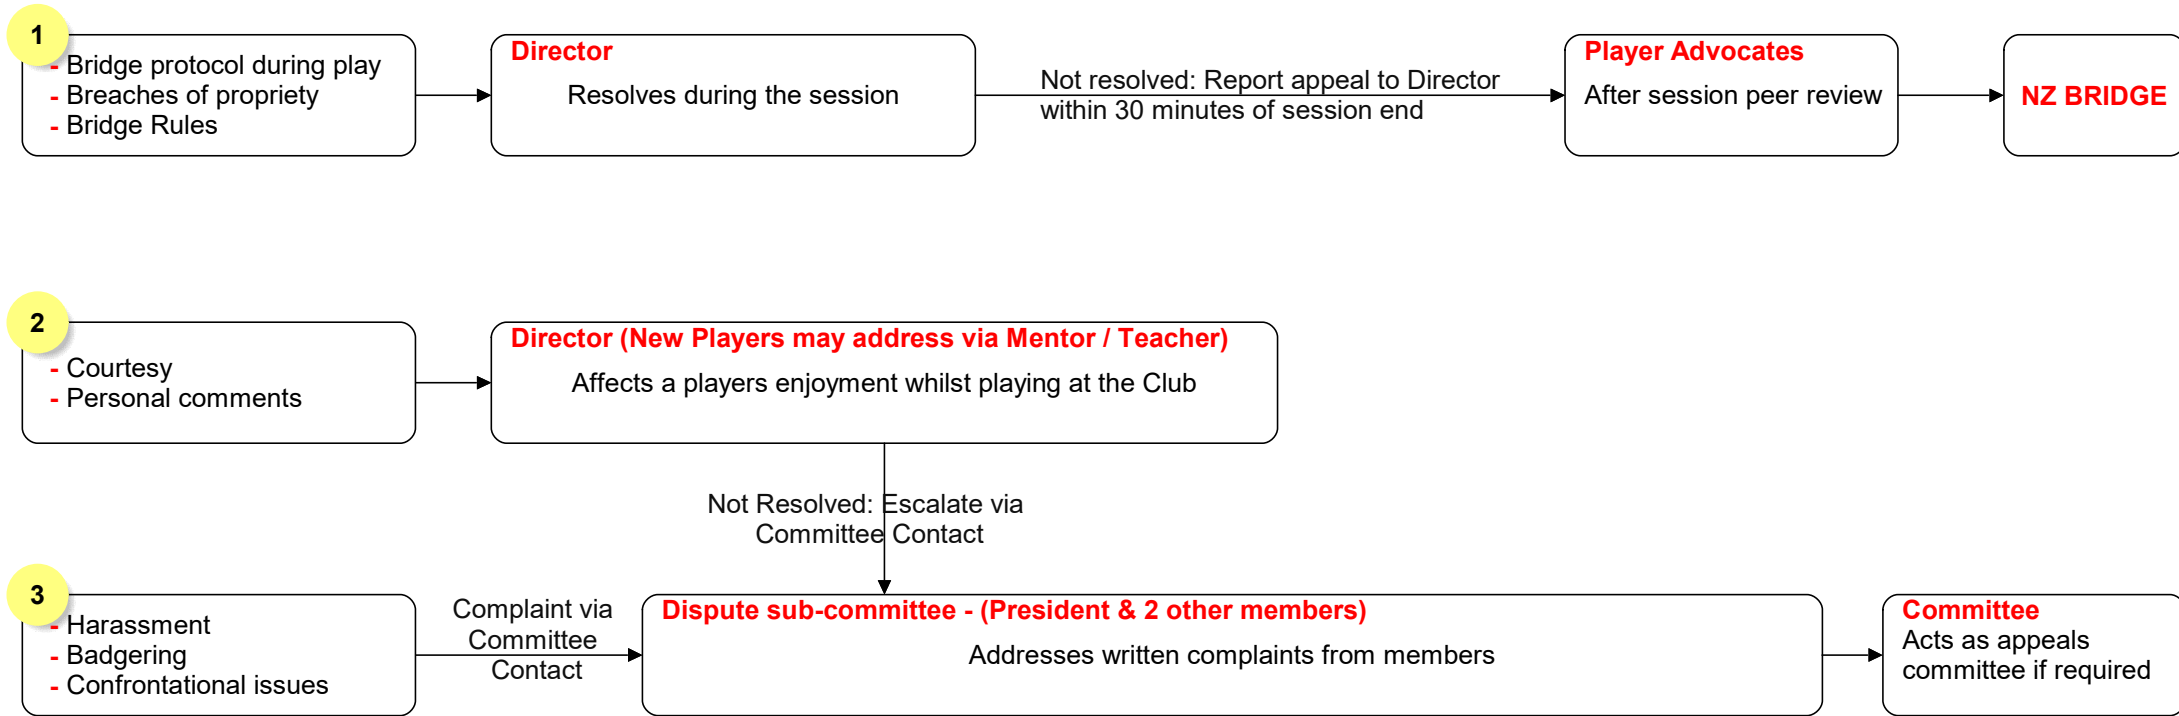 1
- Bridge protocol during play
- Breaches of propriety
- Bridge Rules
Director
Resolves during the session
Not resolved: Report appeal to Director
within 30 minutes of session end
Player Advocates
After session peer review
NZ BRIDGE
2
- Courtesy
- Personal comments
Director (New Players may address via Mentor / Teacher)
Affects a players enjoyment whilst playing at the Club
Not Resolved: Escalate via
Committee Contact
3
- Harassment
- Badgering
- Confrontational issues
Complaint via
Committee
Contact
Dispute sub-committee - (President & 2 other members)
Addresses written complaints from members
Committee
Acts as appeals
committee if required